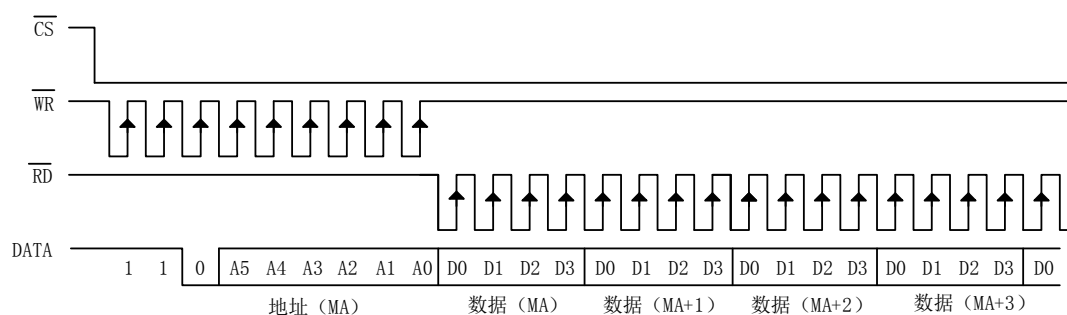 CS
WR
RD
DATA
1 1 0 A5 A4 A3 A2 A1 A0 D0 D1 D2 D3 D0 D1 D2 D3 D0 D1 D2 D3 D0 D1 D2 D3 D0
地址（MA） 数据（MA） 数据（MA+1） 数据（MA+2） 数据（MA+3）